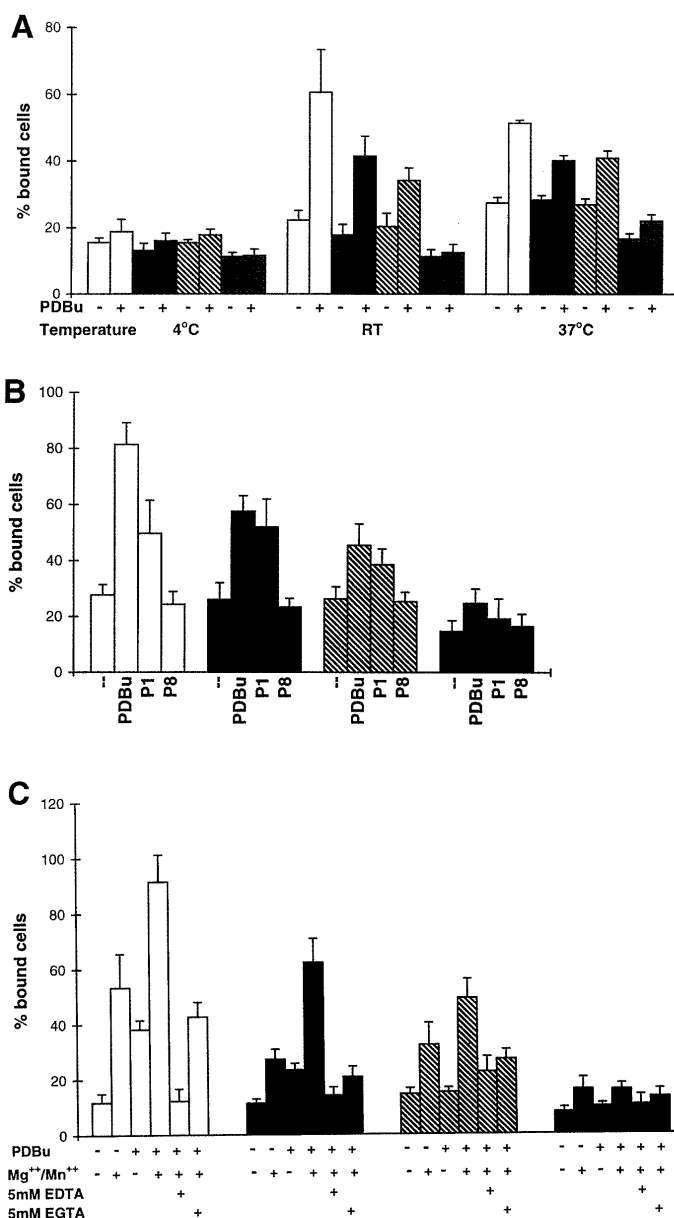 A
80
60
40
20
0
% bound cells
PDBu - + - + - + - + - + - + - + - + - + - + - + - +
Temperature 4°C RT 37°C
B
100
80
60
40
20
0
% bound cells
-- PDBu P1 P8 -- PDBu P1 P8 -- PDBu P1 P8 -- PDBu P1 P8
C
120
100
80
60
40
20
0
% bound cells
PDBu - - + + + + - - + + + + - - + + + + - - + + + +
Mg++/Mn++ - + - + + + - + - + + + - + - + + + - + - + + +
5mM EDTA + + + +
5mM EGTA + + + +